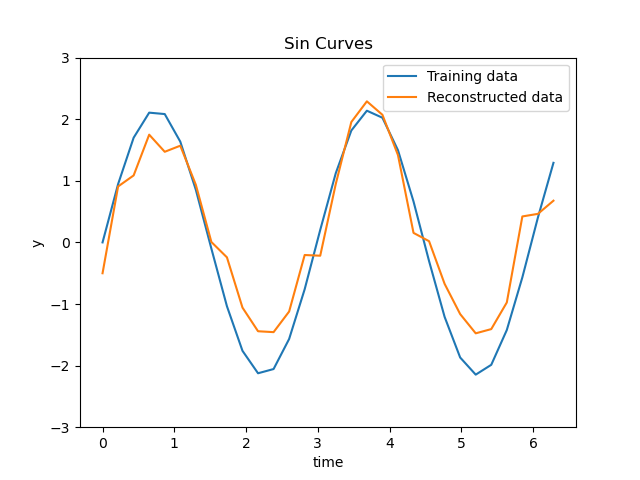 Sin Curves
Training data
Reconstructed data
3
2
1
0
−1
−2
−3
y
0 1 2 3 4 5 6
time